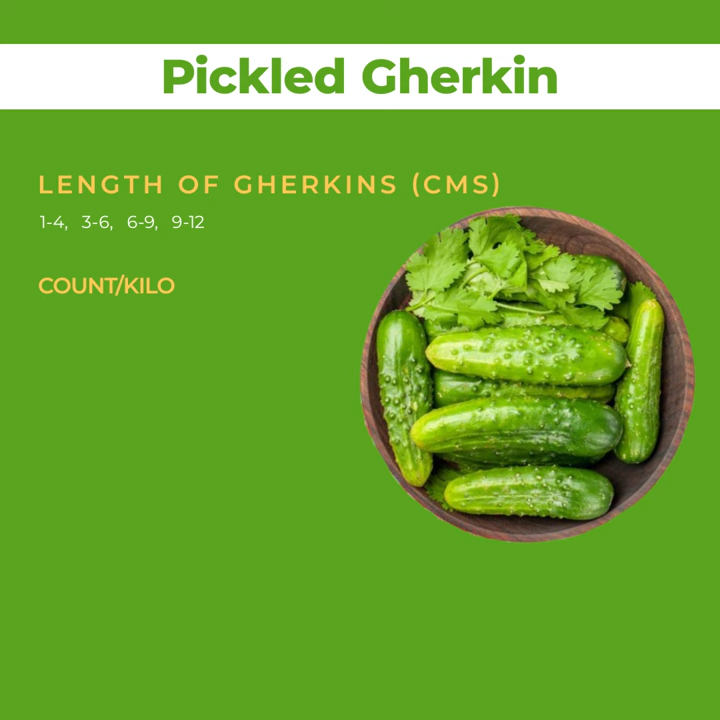 Pickled Gherkin
LENGTH OF GHERKINS (CMS)
1-4, 3-6, 6-9, 9-12
COUNT/KILO